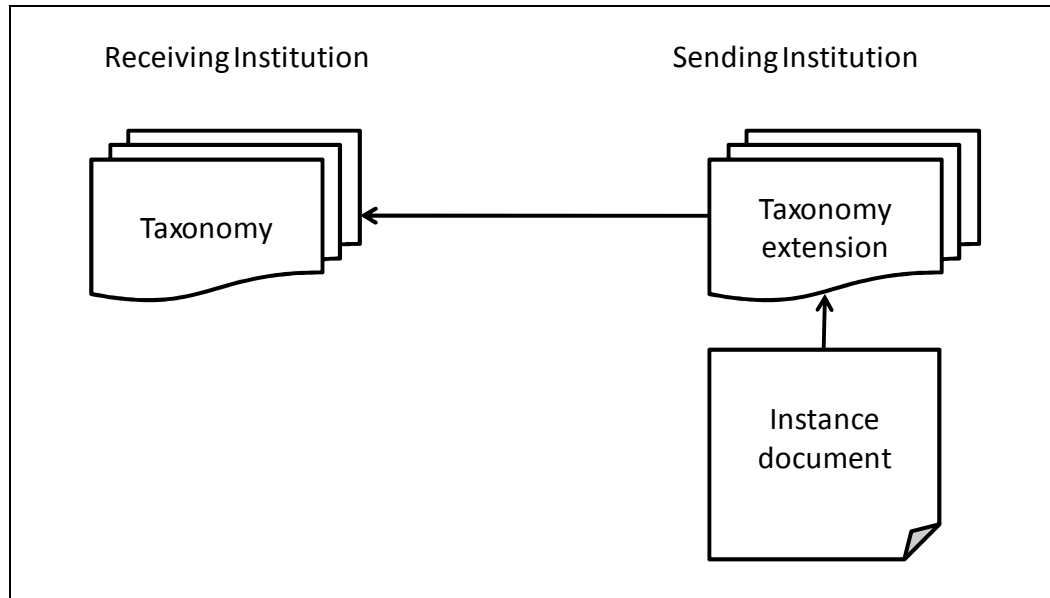 Receiving Institution
Sending Institution
Taxonomy
Taxonomy
extension
Instance
document